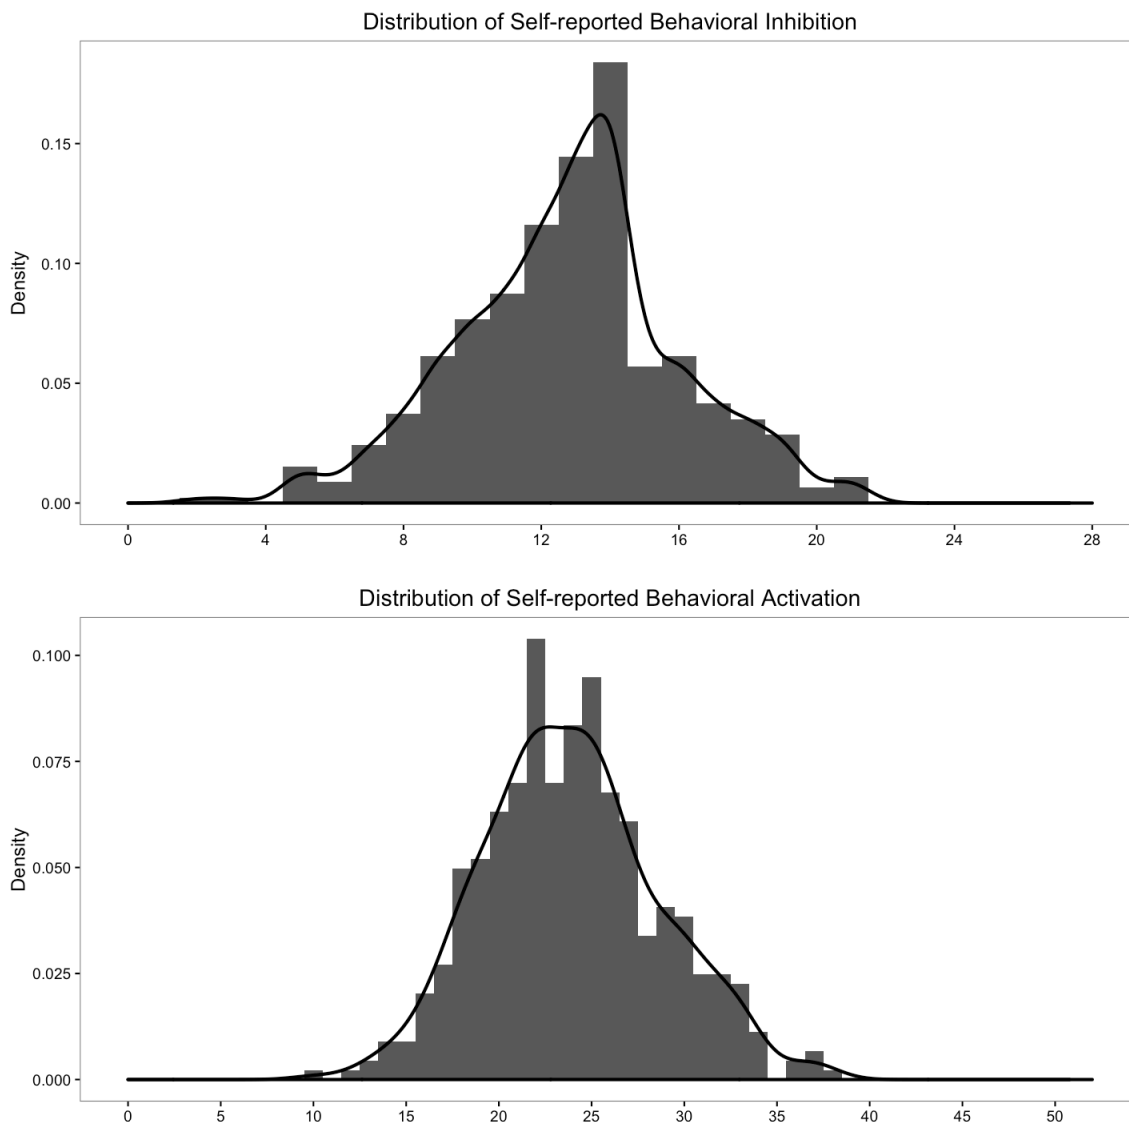 Distribution of Self-reported Behavioral Inhibition
Density
0.15
0.10
0.05
0.00
0 4 8 12 16 20 24 28
Distribution of Self-reported Behavioral Activation
Density
0.100
0.075
0.050
0.025
0.000
0 5 10 15 20 25 30 35 40 45 50